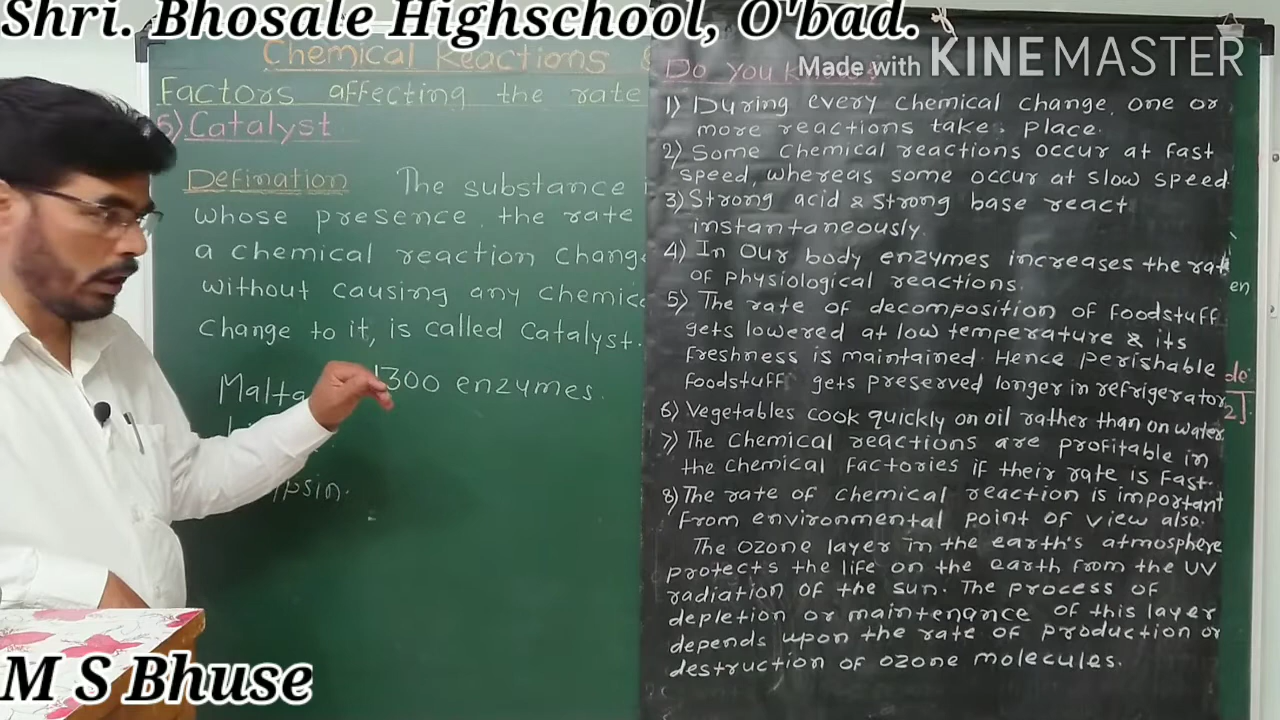 Shri. Bhosale Highschool, O'bad.
Made with KINEMASTER
Chemical Reactions &
Factors affecting the rate
5) Catalyst
Defination The substance
whose presence, the rate
a chemical reaction
without causing any
change to it, is called catalyst.
1300 enzymes.
Do you know?
1) During every chemical change, one or
more reactions take place.
2) Some chemical reactions occur at fast
speed, whereas some occur at slow speed
3) Strong acid & Strong base react
instantaneously.
4) In Our body enzymes increases the rate
of physiological reactions.
5) The rate of decomposition of foodstuff
gets lowered at low temperature & its
freshness is maintained. Hence perishable
foodstuff gets preserved longer in refrigerator
6) Vegetables cook quickly on oil rather than on water
7) The chemical reactions are profitable in
the chemical factories if their rate is fast.
8) The rate of chemical reaction is important
from environmental point of view also.
The ozone layer in the earth's atmosphere
protects the life on the earth from the UV
radiation of the sun. The process of
depletion or maintenance of this layer
depends upon the rate of production or
destruction of ozone molecules.
M S Bhuse